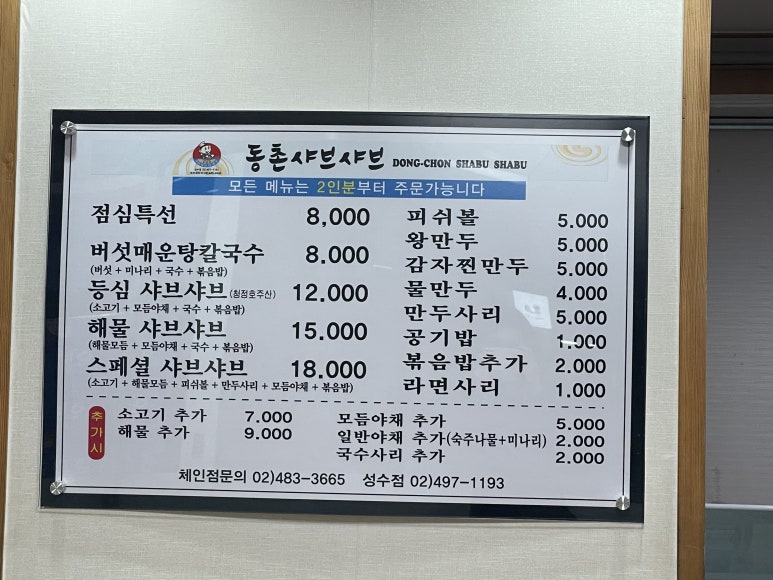 동촌샤브샤브 DONG-CHON SHABU SHABU
모든 메뉴는 2인분부터 주문가능니다
점심특선 8,000
버섯매운탕칼국수 8.000
(버섯 + 미나리 + 국수 + 볶음밥)
등심 샤브샤브(청정호주산) 12.000
(소고기 + 모듬야채 + 국수 + 볶음밥)
해물 샤브샤브 15.000
(해물모듬 + 모듬야채 + 국수 + 볶음밥)
스페셜 샤브샤브 18.000
(소고기 + 해물모듬 + 피쉬볼 + 만두사리 + 모듬야채 + 볶음밥)
피쉬볼 5.000
왕만두 5.000
감자찐만두 5.000
물만두 4.000
만두사리 5.000
공기밥 1.000
볶음밥추가 2.000
라면사리 1.000
추가시
소고기 추가 7.000
해물 추가 9.000
모듬야채 추가 5.000
일반야채 추가(숙주나물+미나리) 2.000
국수사리 추가 2.000
체인점문의 02)483-3665 성수점 02)497-1193